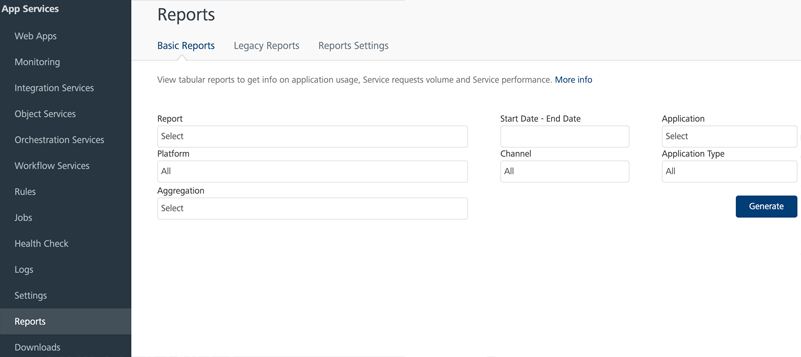 App Services
Web Apps
Monitoring
Integration Services
Object Services
Orchestration Services
Workflow Services
Rules
Jobs
Health Check
Logs
Settings
Reports
Downloads
Reports
Basic Reports Legacy Reports Reports Settings
View tabular reports to get info on application usage, Service requests volume and Service performance. More info
Report Start Date - End Date Application
Select Select
Platform Channel Application Type
All All All
Aggregation
Select
Generate